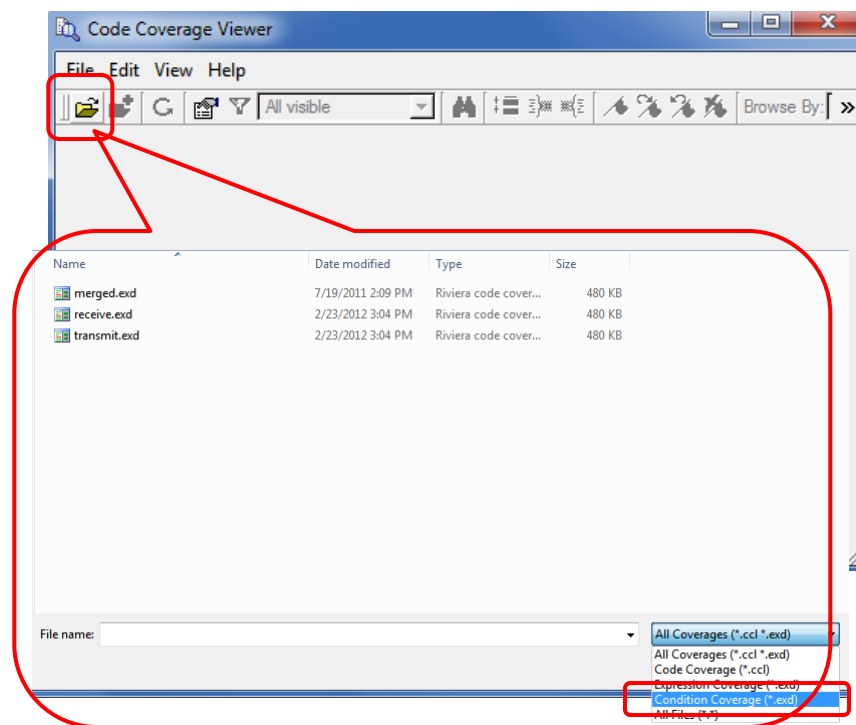 Code Coverage Viewer
File Edit View Help
All visible
Browse By:
Name Date modified Type Size
merged.exd 7/19/2011 2:09 PM Riviera code cover... 480 KB
receive.exd 2/23/2012 3:04 PM Riviera code cover... 480 KB
transmit.exd 2/23/2012 3:04 PM Riviera code cover... 480 KB
File name: All Coverages (*.ccl *.exd)
All Coverages (*.ccl *.exd)
Code Coverage (*.ccl)
Expression Coverage (*.exd)
Condition Coverage (*.exd)
All Files (*.*)